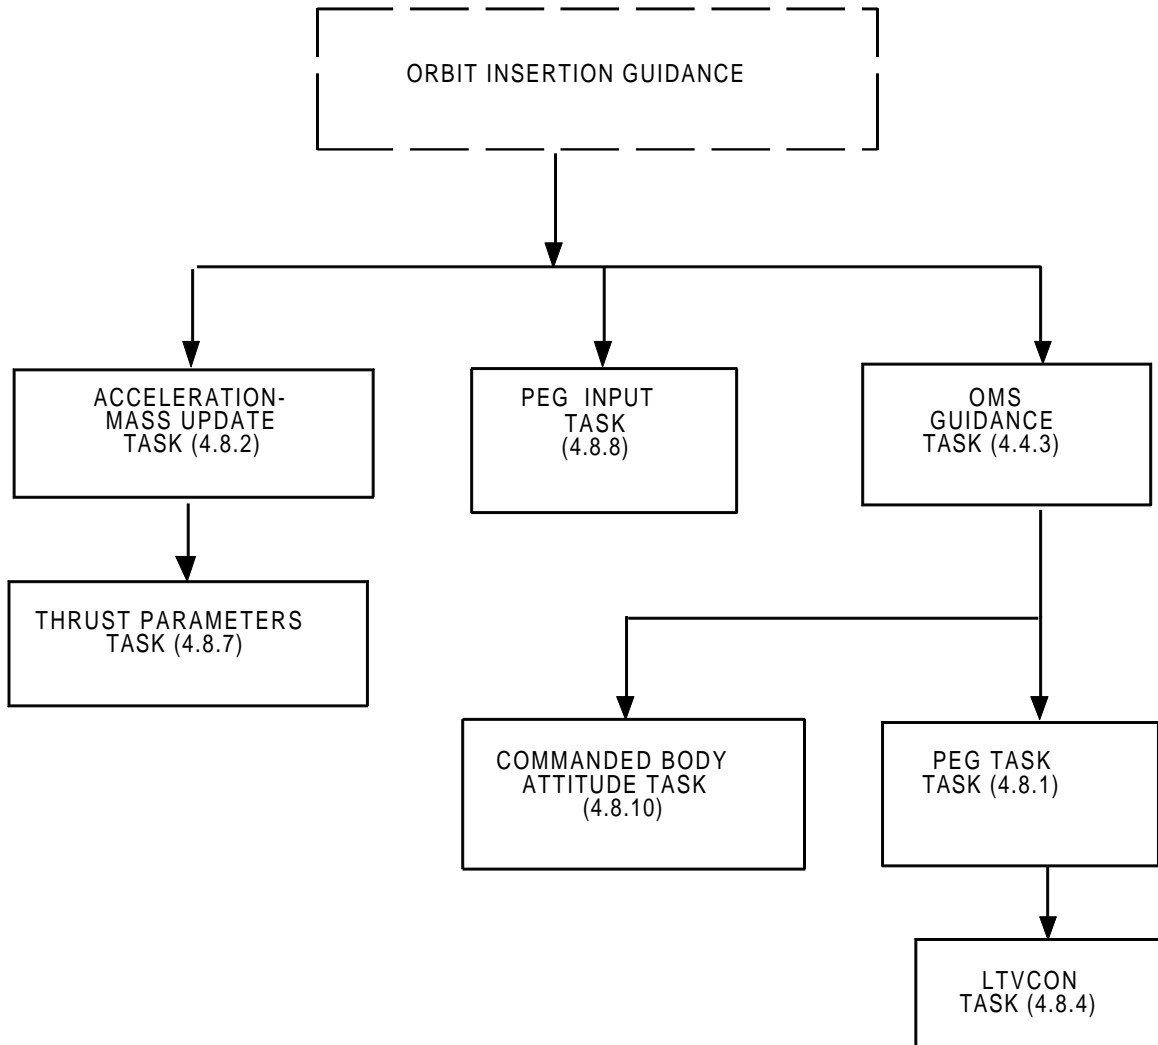 ORBIT INSERTION GUIDANCE
ACCELERATION-
MASS UPDATE
TASK (4.8.2)
PEG INPUT
TASK
(4.8.8)
OMS
GUIDANCE
TASK (4.4.3)
THRUST PARAMETERS
TASK (4.8.7)
COMMANDED BODY
ATTITUDE TASK
(4.8.10)
PEG TASK
TASK (4.8.1)
LTVCON
TASK (4.8.4)